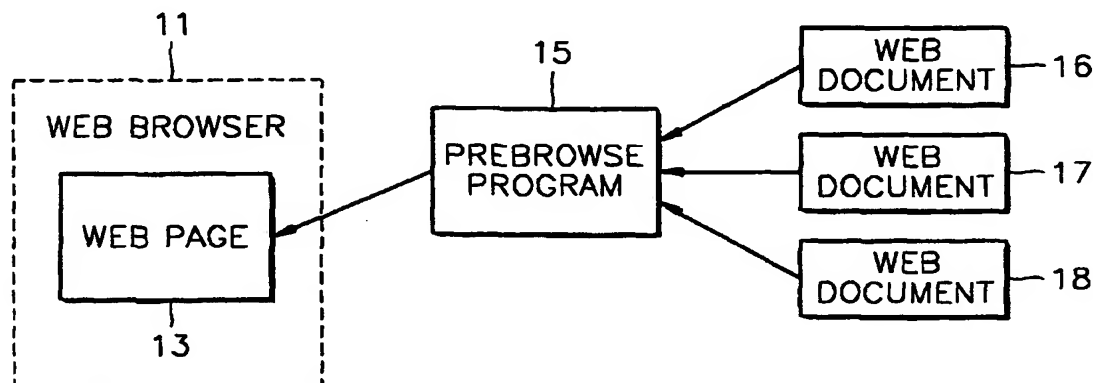 11
WEB BROWSER
WEB PAGE
13
15
PREBROWSE
PROGRAM
WEB
DOCUMENT
16
WEB
DOCUMENT
17
WEB
DOCUMENT
18